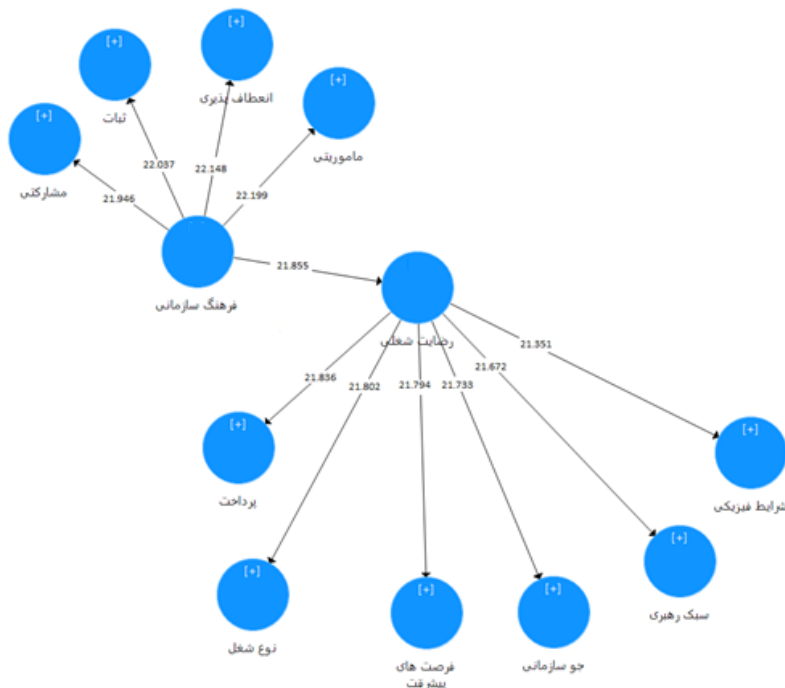 [+]
انعطاف پذیری
[+]
ثبات
[+]
ماموریتی
[+]
مشارکتی
22.037
22.148
22.199
21.946
فرهنگ سازمانی
21.855
رضایت شغلی
21.351
21.672
21.836
21.802
21.794
21.733
[+]
پرداخت
[+]
شرایط فیزیکی
[+]
سبک رهبری
[+]
نوع شغل
[+]
فرصت های
پیشرفت
[+]
جو سازمانی